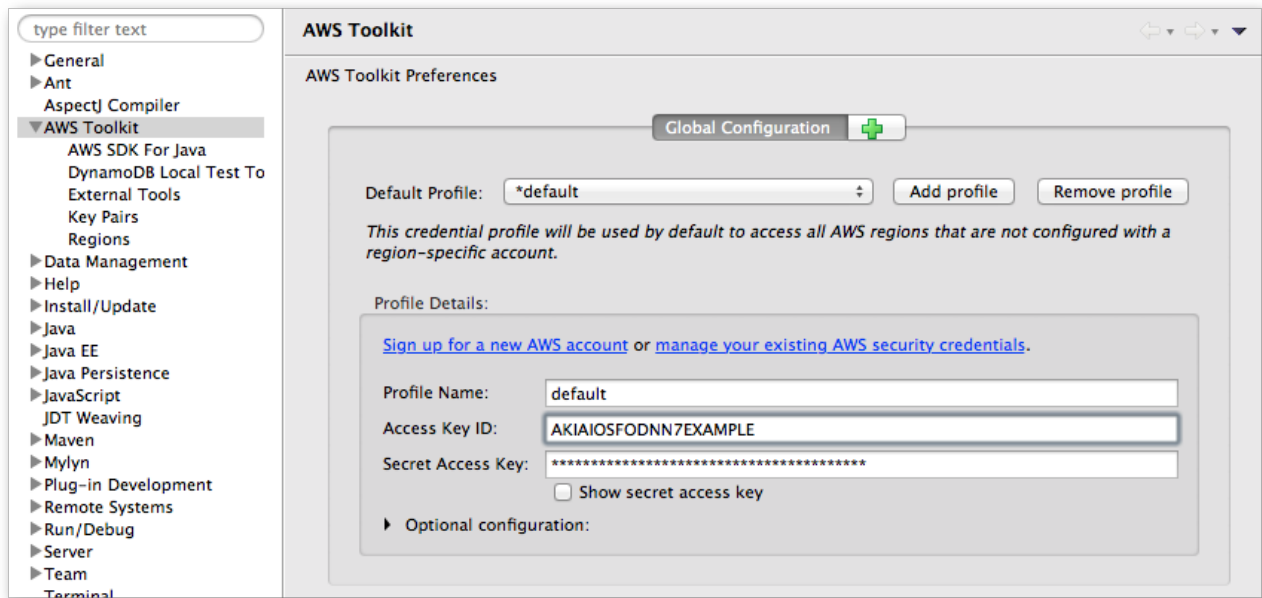 type filter text
General
Ant
AspectJ Compiler
AWS Toolkit
AWS SDK For Java
DynamoDB Local Test To
External Tools
Key Pairs
Regions
Data Management
Help
Install/Update
Java
Java EE
Java Persistence
JavaScript
JDT Weaving
Maven
Mylyn
Plug-in Development
Remote Systems
Run/Debug
Server
Team
Terminal
AWS Toolkit
AWS Toolkit Preferences
Global Configuration
Default Profile: *default Add profile Remove profile
This credential profile will be used by default to access all AWS regions that are not configured with a
region-specific account.
Profile Details:
Sign up for a new AWS account or manage your existing AWS security credentials.
Profile Name: default
Access Key ID: AKIAIOSFODNN7EXAMPLE
Secret Access Key: ****************************************
Show secret access key
Optional configuration: